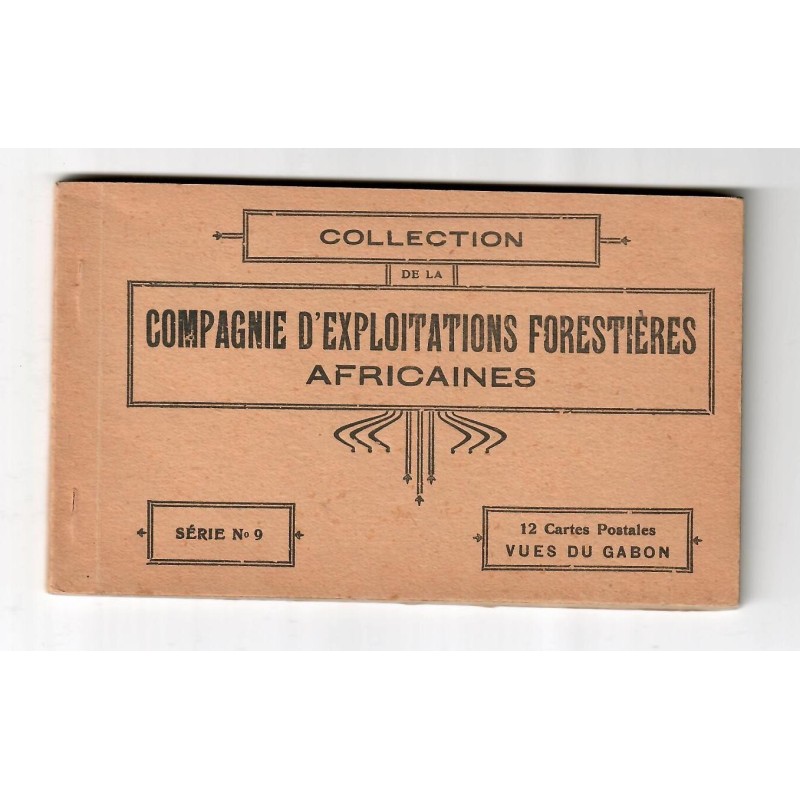 COLLECTION
DE LA
COMPAGNIE D'EXPLOITATIONS FORESTIÈRES
AFRICAINES
SÉRIE No 9
12 Cartes Postales
VUES DU GABON